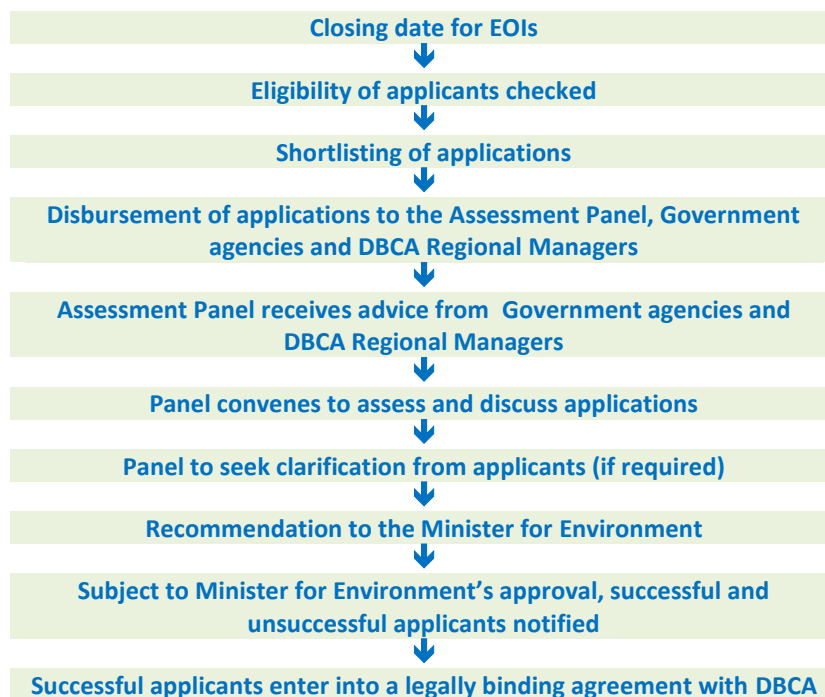 Closing date for EOIs
Eligibility of applicants checked
Shortlisting of applications
Disbursement of applications to the Assessment Panel, Government
agencies and DBCA Regional Managers
Assessment Panel receives advice from  Government agencies and
DBCA Regional Managers
Panel convenes to assess and discuss applications
Panel to seek clarification from applicants (if required)
Recommendation to the Minister for Environment
Subject to Minister for Environment’s approval, successful and
unsuccessful applicants notified
Successful applicants enter into a legally binding agreement with DBCA